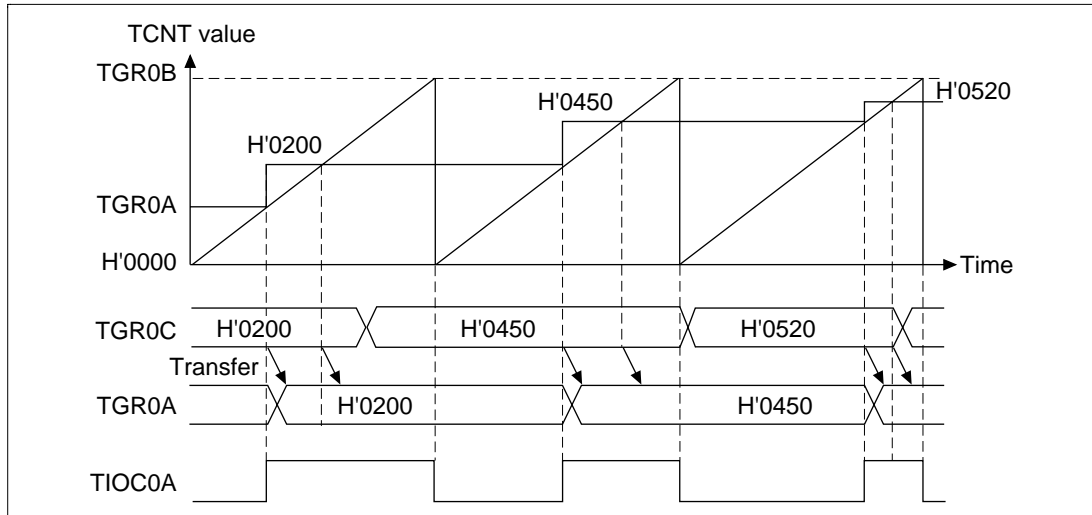 TCNT value
TGR0B
H'0520
H'0450
H'0200
TGR0A
H'0000
Time
TGR0C
H'0200
H'0450
H'0520
Transfer
TGR0A
H'0200
H'0450
TIOC0A